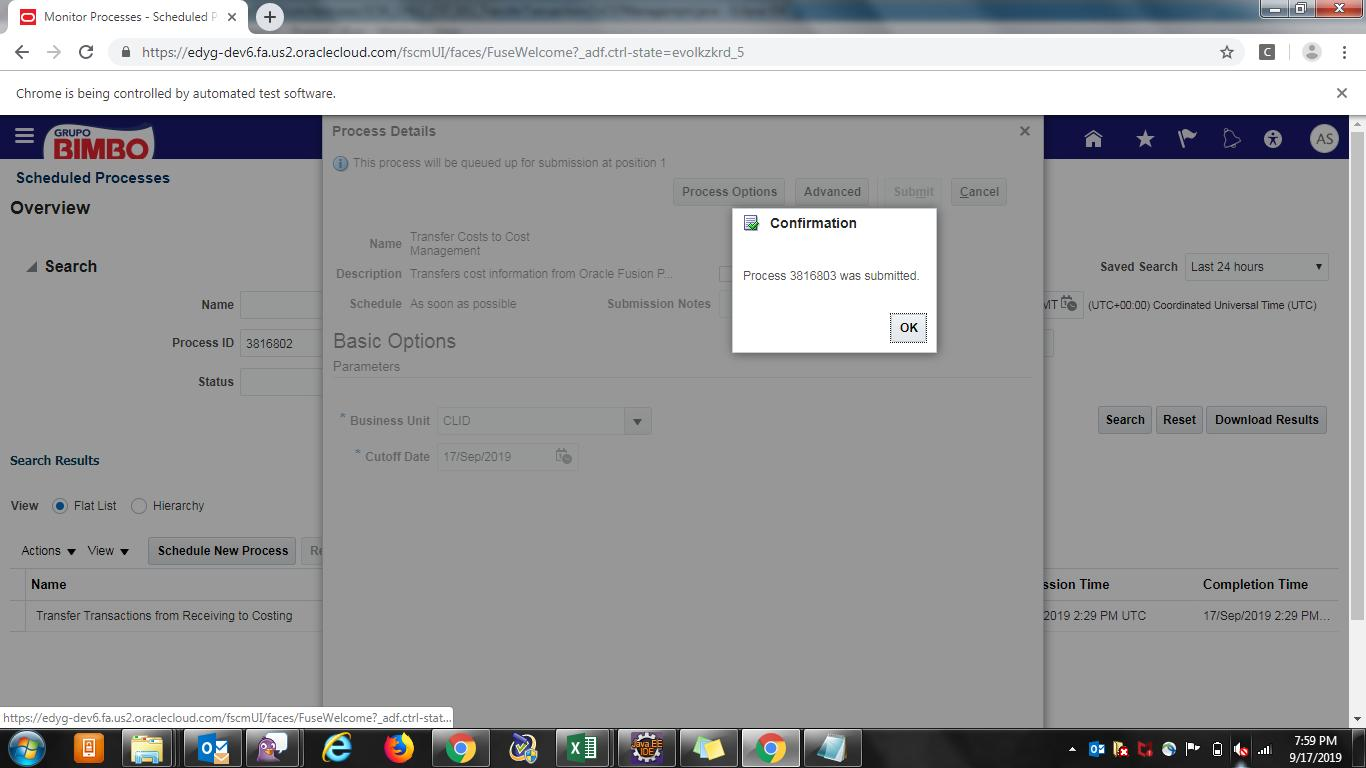 Monitor Processes - Scheduled P
https://edyg-dev6.fa.us2.oraclecloud.com/fscmUI/faces/FuseWelcome?_adf.ctrl-state=evolkzkrd_5
C
Chrome is being controlled by automated test software.
GRUPO
BIMBO
Process Details
AS
This process will be queued up for submission at position 1
Scheduled Processes
Process Options Advanced Submit Cancel
Overview
Confirmation
Name Transfer Costs to Cost
Management
Search
Saved Search Last 24 hours
Description Transfers cost information from Oracle Fusion P...
Process 3816803 was submitted.
Name
Schedule As soon as possible Submission Notes
MT (UTC+00:00) Coordinated Universal Time (UTC)
OK
Process ID 3816802
Basic Options
Parameters
Status
* Business Unit CLID
Search Reset Download Results
* Cutoff Date 17/Sep/2019
Search Results
View Flat List Hierarchy
Actions View Schedule New Process Re
Name ssion Time Completion Time
Transfer Transactions from Receiving to Costing 2019 2:29 PM UTC 17/Sep/2019 2:29 PM...
https://edyg-dev6.fa.us2.oraclecloud.com/fscmUI/faces/FuseWelcome?_adf.ctrl-stat...
Java EE
IDE
7:59 PM
9/17/2019